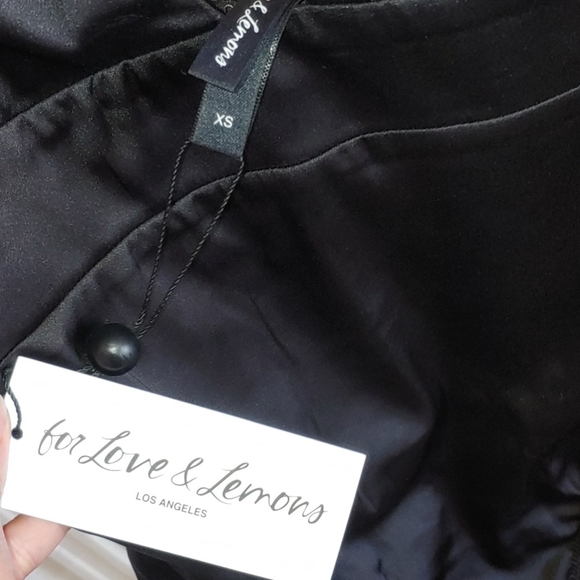 & Lemons
XS
for Love & Lemons
LOS ANGELES